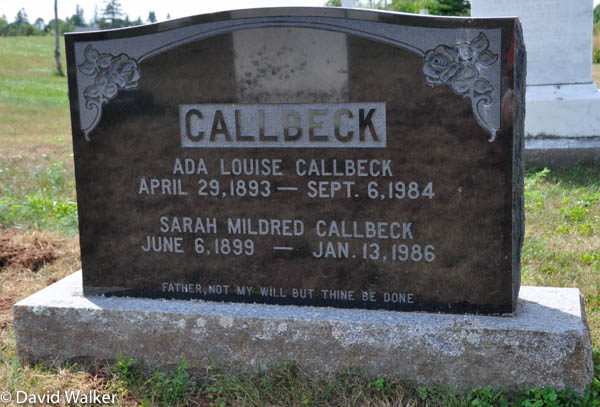 CALLBECK
ADA LOUISE CALLBECK
APRIL 29, 1893 — SEPT. 6, 1984
SARAH MILDRED CALLBECK
JUNE 6, 1899 — JAN. 13, 1986
FATHER, NOT MY WILL BUT THINE BE DONE
© David Walker